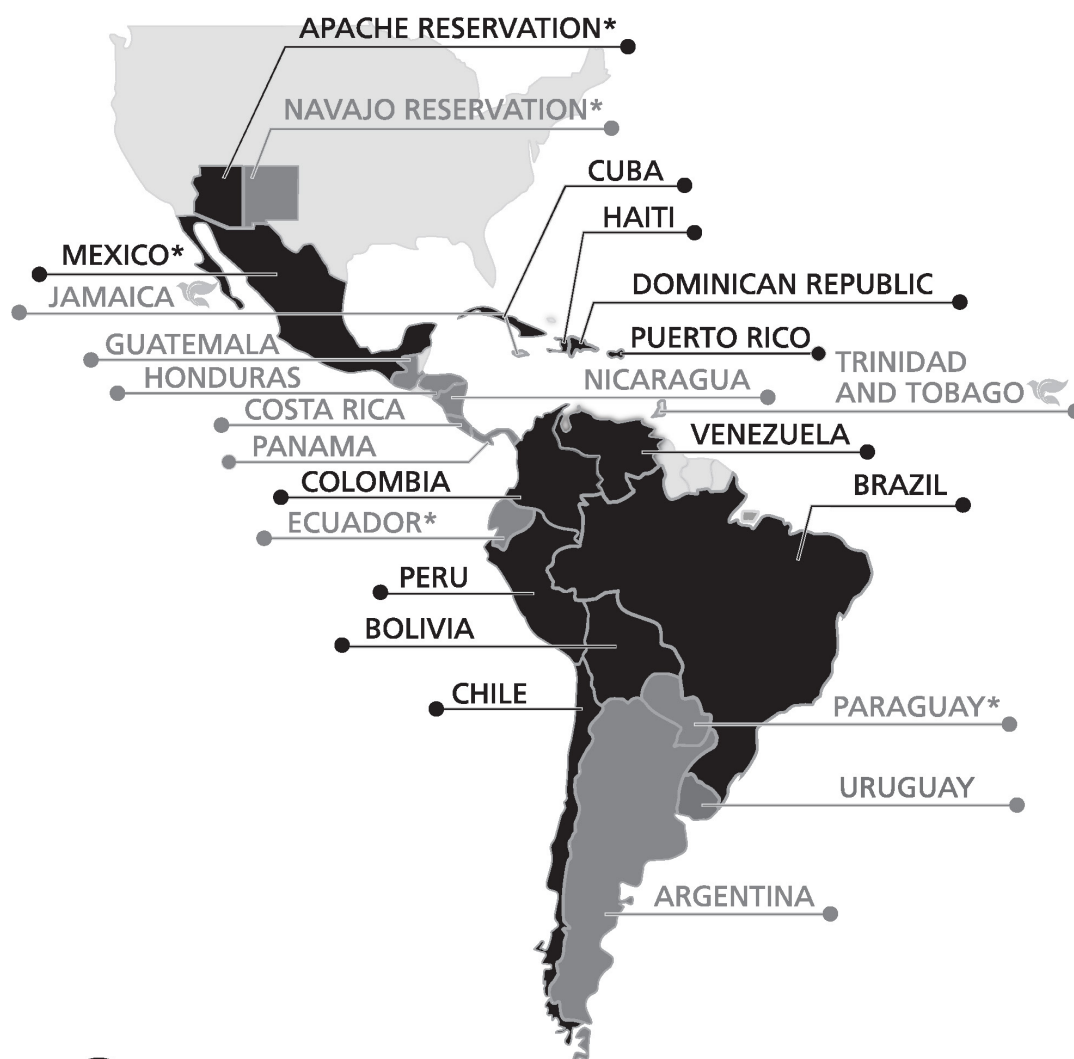 APACHE RESERVATION*
NAVAJO RESERVATION*
CUBA
HAITI
MEXICO*
DOMINICAN REPUBLIC
JAMAICA
PUERTO RICO
GUATEMALA
TRINIDAD
AND TOBAGO
HONDURAS
NICARAGUA
COSTA RICA
PANAMA
VENEZUELA
COLOMBIA
BRAZIL
ECUADOR*
PERU
BOLIVIA
CHILE
PARAGUAY*
URUGUAY
ARGENTINA